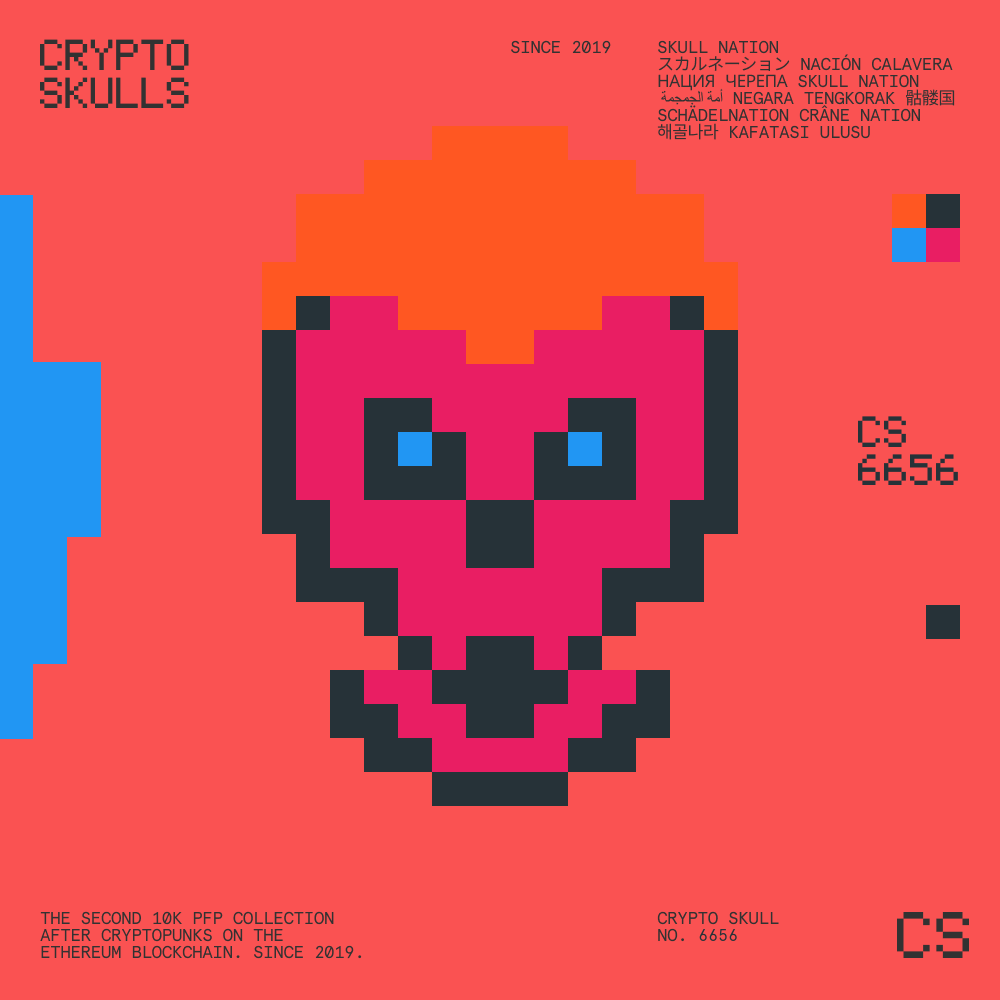 CRYPTO
SKULLS
SINCE 2019
SKULL NATION
スカルネーション NACIÓN CALAVERA
НАЦИЯ ЧЕРЕПА SKULL NATION
أمة الجمجمة NEGARA TENGKORAK 骷髅国
SCHÄDELNATION CRÂNE NATION
해골나라 KAFATASI ULUSU
CS
6656
THE SECOND 10K PFP COLLECTION
AFTER CRYPTOPUNKS ON THE
ETHEREUM BLOCKCHAIN. SINCE 2019.
CRYPTO SKULL
NO. 6656
CS